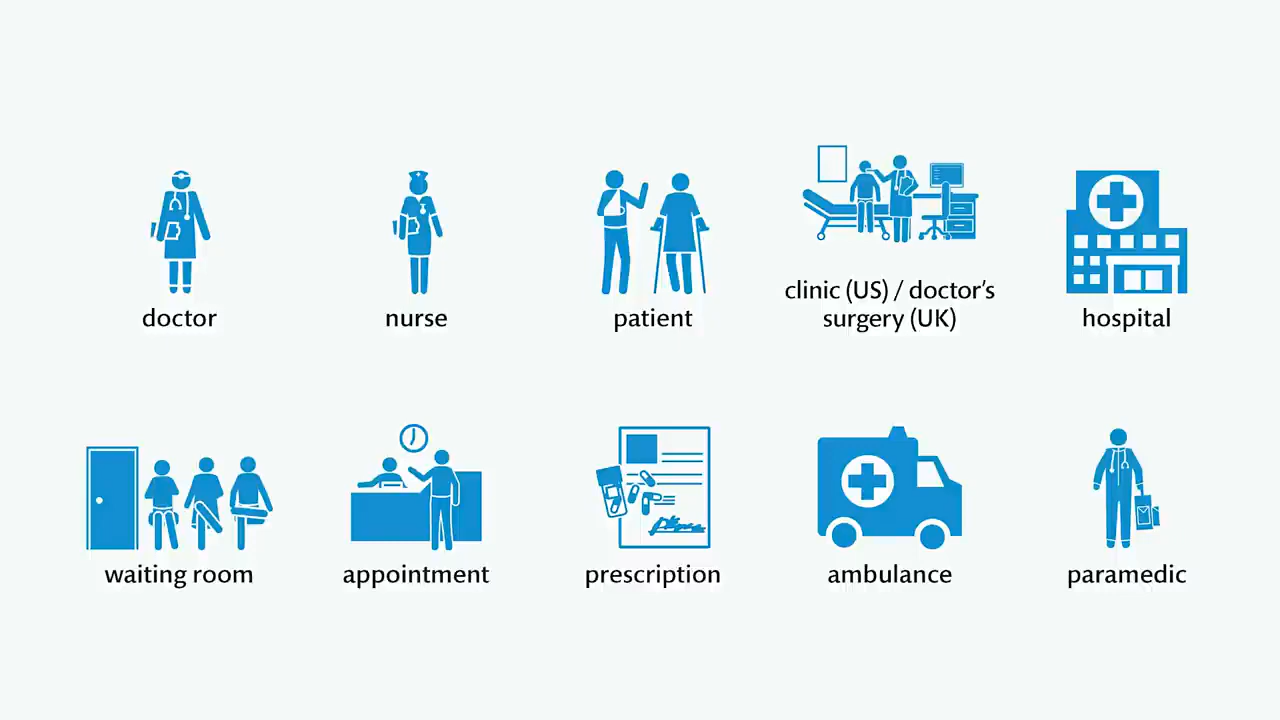 doctor
nurse
patient
clinic (US) / doctor's
surgery (UK)
hospital
waiting room
appointment
prescription
ambulance
paramedic